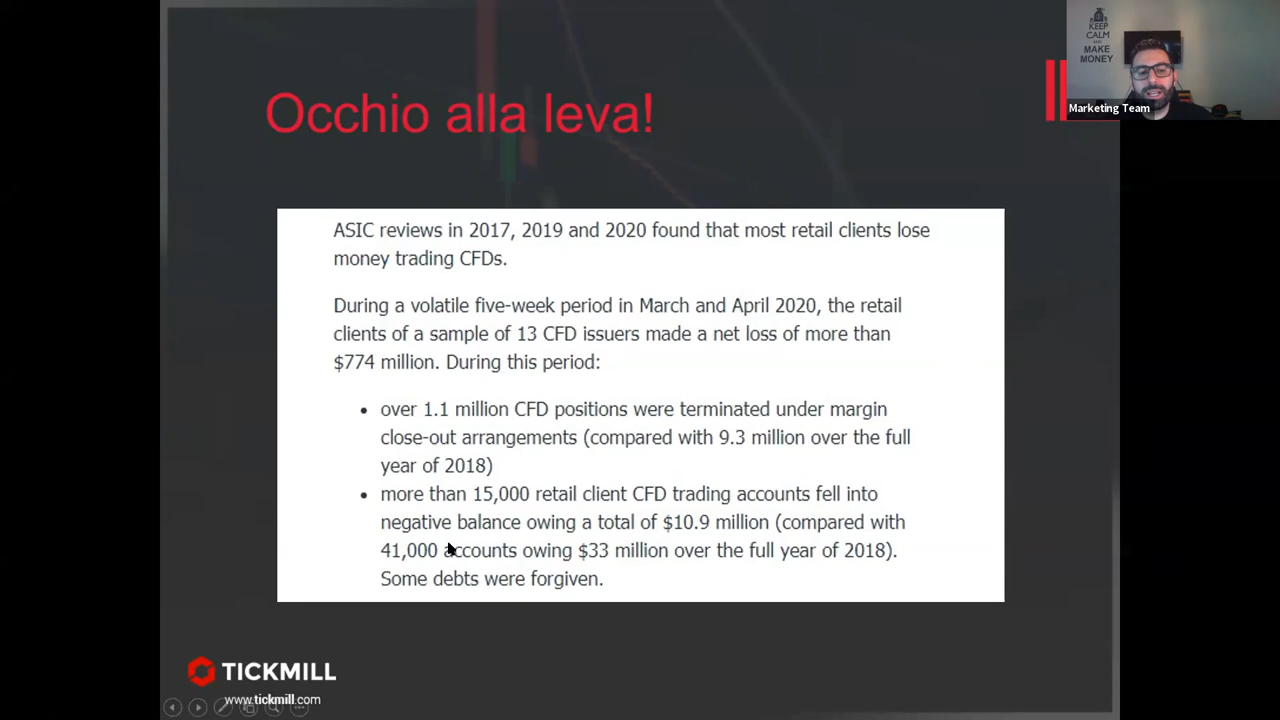 KEEP
CALM
AND
MAKE
MONEY
Marketing Team
Occhio alla leva!
ASIC reviews in 2017, 2019 and 2020 found that most retail clients lose
money trading CFDs.
During a volatile five-week period in March and April 2020, the retail
clients of a sample of 13 CFD issuers made a net loss of more than
$774 million. During this period:
• over 1.1 million CFD positions were terminated under margin
close-out arrangements (compared with 9.3 million over the full
year of 2018)
• more than 15,000 retail client CFD trading accounts fell into
negative balance owing a total of $10.9 million (compared with
41,000 accounts owing $33 million over the full year of 2018).
Some debts were forgiven.
TICKMILL
www.tickmill.com